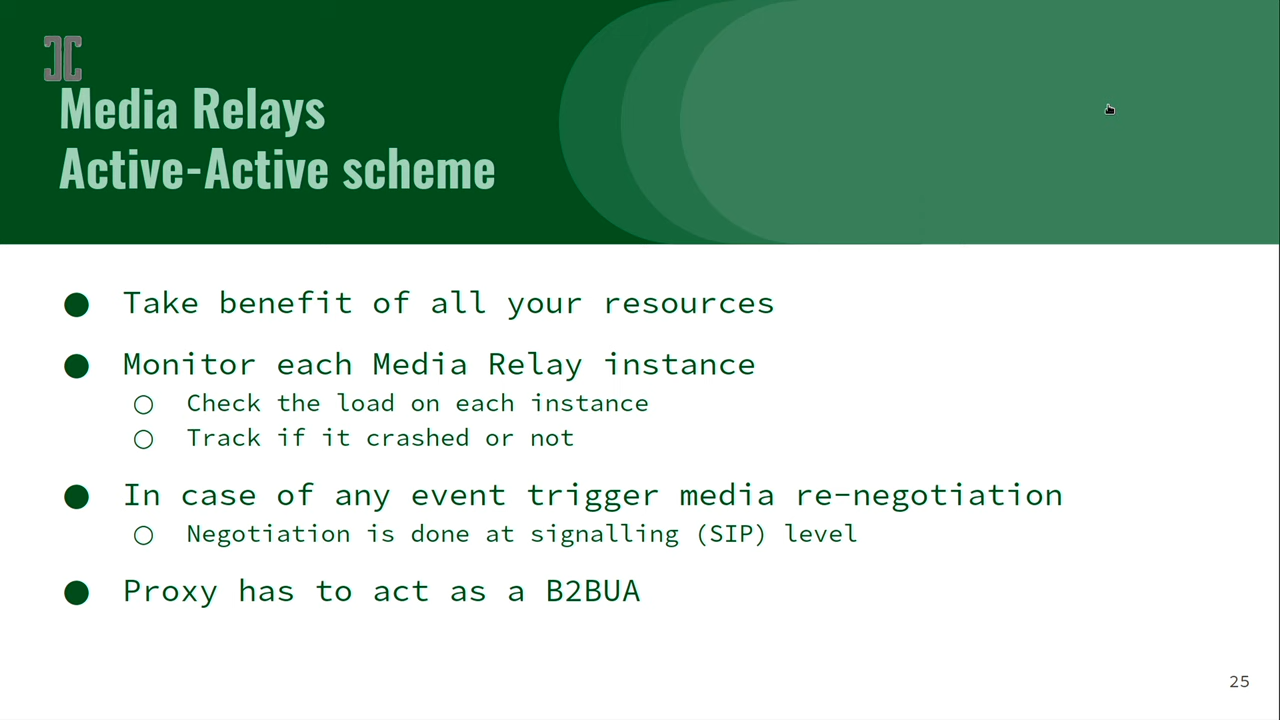 Media Relays
Active-Active scheme
● Take benefit of all your resources
● Monitor each Media Relay instance
○ Check the load on each instance
○ Track if it crashed or not
● In case of any event trigger media re-negotiation
○ Negotiation is done at signalling (SIP) level
● Proxy has to act as a B2BUA
25